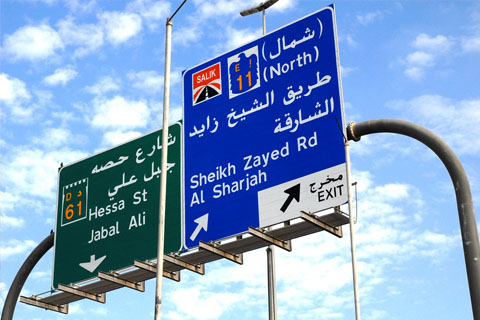 شارع حصه
جبل علي
د D
61
Hessa St
Jabal Ali
SALIK
E إ
11
(شمال)
(North)
طريق الشيخ زايد
الشارقة
Sheikh Zayed Rd
Al Sharjah
مخرج
EXIT